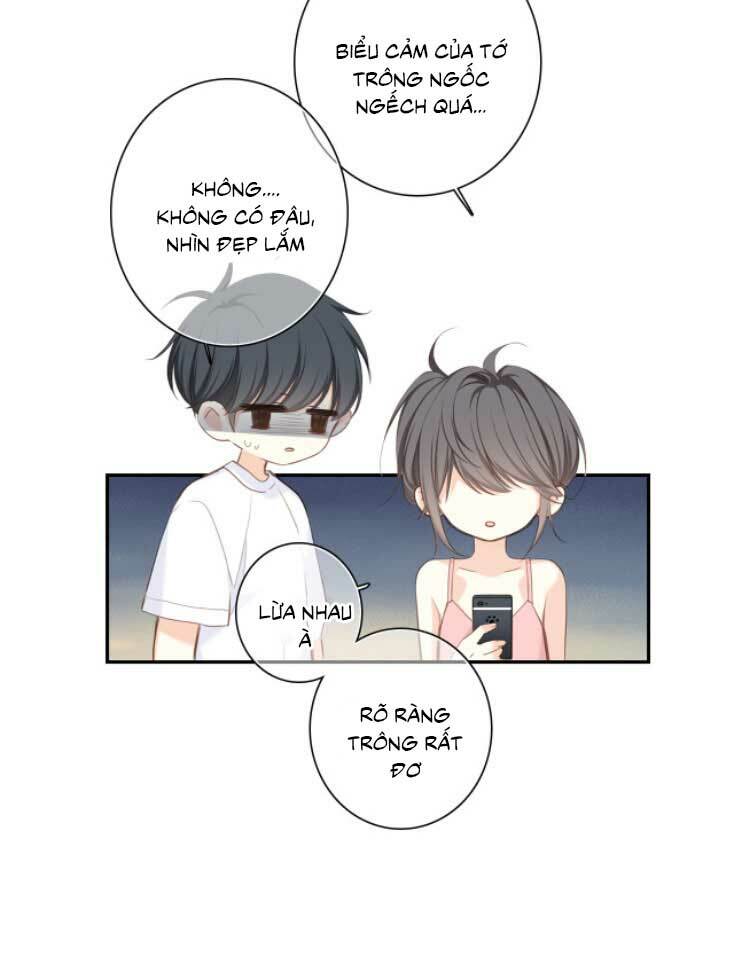 BIỂU CẢM CỦA TỚ
TRÔNG NGỐC
NGẾCH QUÁ...
KHÔNG....
KHÔNG CÓ ĐÂU,
NHÌN ĐẸP LẮM
LỪA NHAU
À
RÕ RÀNG
TRÔNG RẤT
ĐƠ